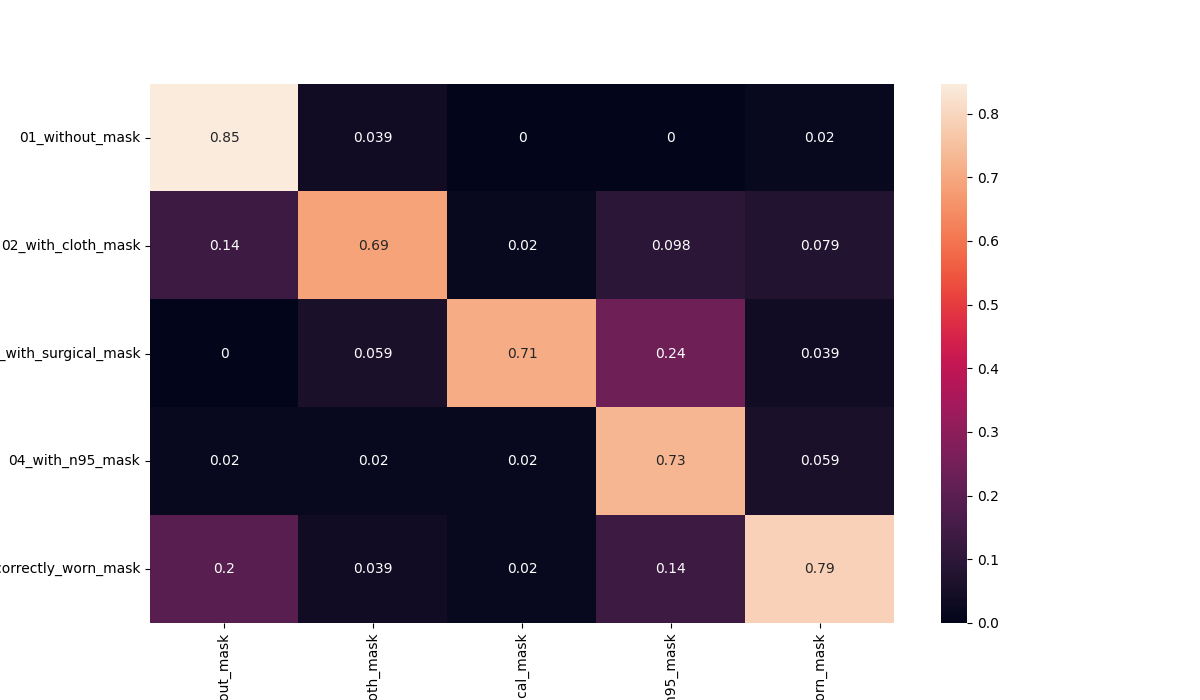 01_without_mask 0.85 0.039 0 0 0.02
02_with_cloth_mask 0.14 0.69 0.02 0.098 0.079
_with_surgical_mask 0 0.059 0.71 0.24 0.039
04_with_n95_mask 0.02 0.02 0.02 0.73 0.059
correctly_worn_mask 0.2 0.039 0.02 0.14 0.79
out_mask
oth_mask
cal_mask
n95_mask
orn_mask
0.8
0.7
0.6
0.5
0.4
0.3
0.2
0.1
0.0